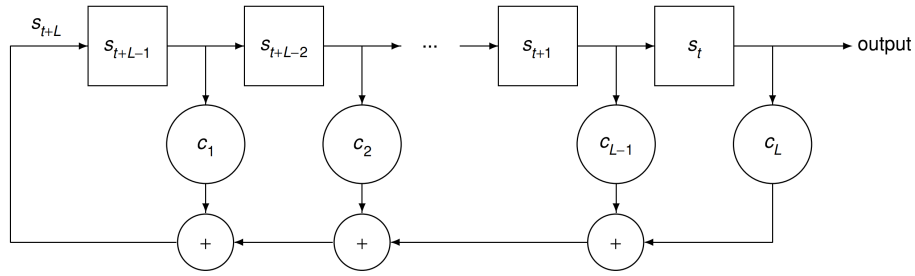 s_{t+L}
s_{t+L–1}
s_{t+L–2}
...
s_{t+1}
s_t
output
c_1
c_2
c_{L–1}
c_L
+
+
+